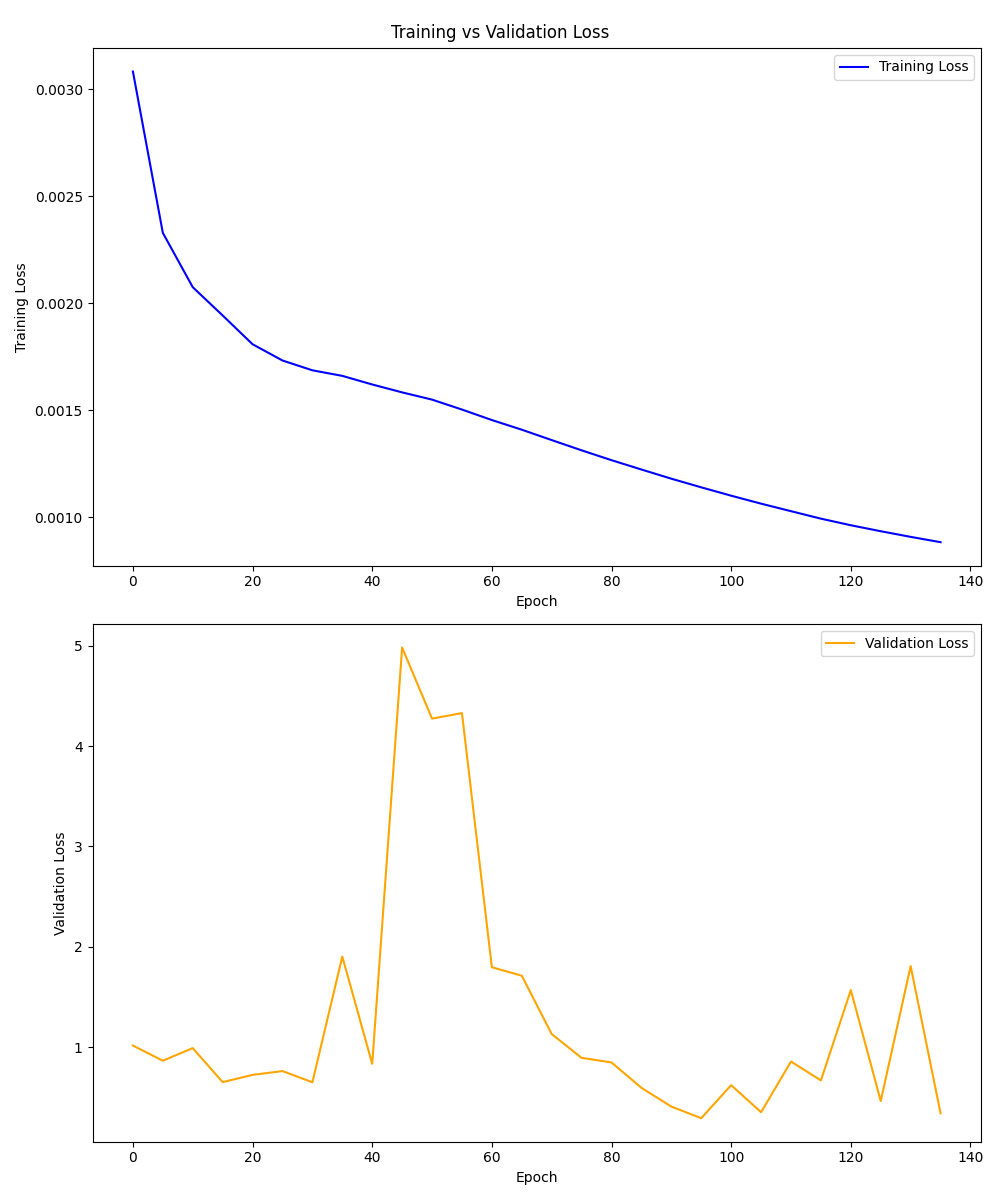 Training vs Validation Loss
Training Loss
0.0030
0.0025
0.0020
0.0015
0.0010
Training Loss
0 20 40 60 80 100 120 140
Epoch
Validation Loss
5
4
3
2
1
Validation Loss
0 20 40 60 80 100 120 140
Epoch